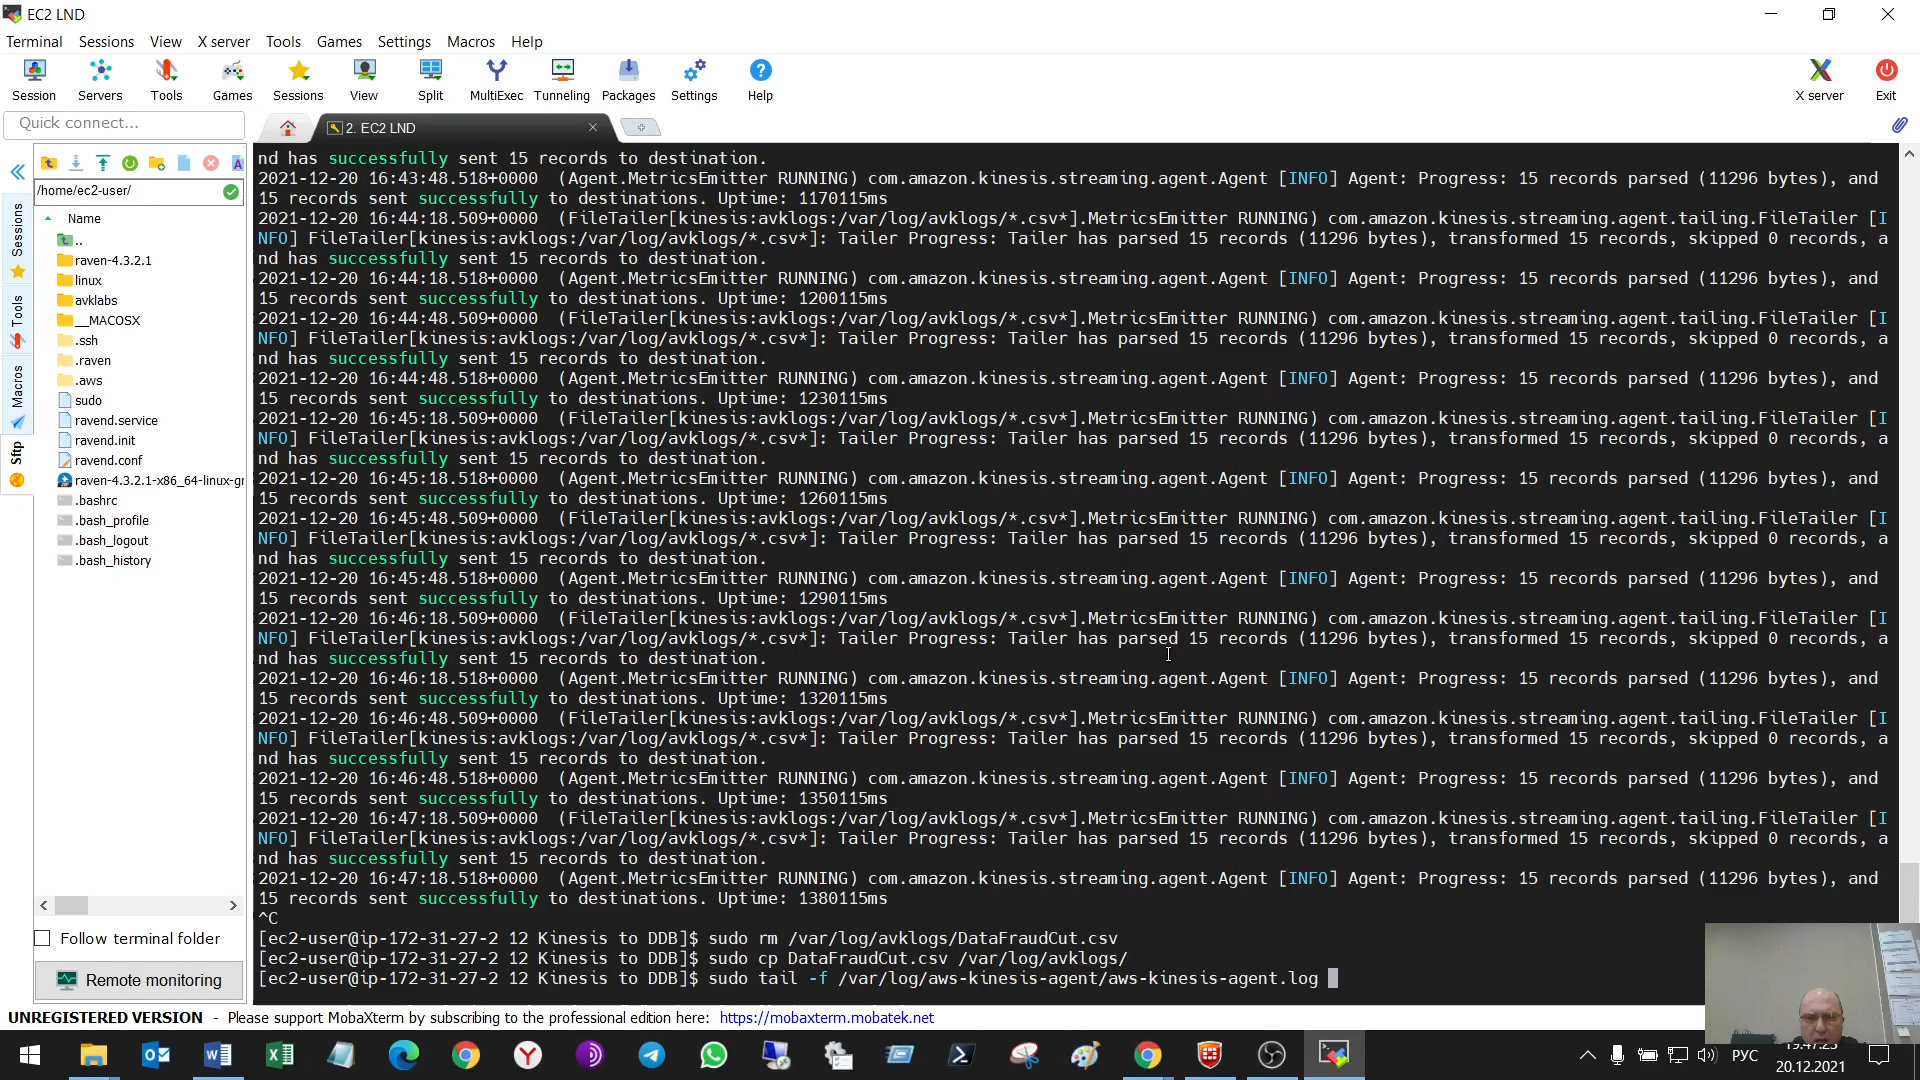 EC2 LND
Terminal Sessions View X server Tools Games Settings Macros Help
Session Servers Tools Games Sessions View Split MultiExec Tunneling Packages Settings Help X server Exit
Quick connect...
2. EC2 LND
/home/ec2-user/
Name
..
raven-4.3.2.1
linux
avklabs
__MACOSX
.ssh
.raven
.aws
sudo
ravend.service
ravend.init
ravend.conf
raven-4.3.2.1-x86_64-linux-gr
.bashrc
.bash_profile
.bash_logout
.bash_history
Sessions
Tools
Macros
Sftp
Follow terminal folder
Remote monitoring
nd has successfully sent 15 records to destination.
2021-12-20 16:43:48.518+0000  (Agent.MetricsEmitter RUNNING) com.amazon.kinesis.streaming.agent.Agent [INFO] Agent: Progress: 15 records parsed (11296 bytes), and
15 records sent successfully to destinations. Uptime: 1170115ms
2021-12-20 16:44:18.509+0000  (FileTailer[kinesis:avklogs:/var/log/avklogs/*.csv*].MetricsEmitter RUNNING) com.amazon.kinesis.streaming.agent.tailing.FileTailer [I
NFO] FileTailer[kinesis:avklogs:/var/log/avklogs/*.csv*]: Tailer Progress: Tailer has parsed 15 records (11296 bytes), transformed 15 records, skipped 0 records, a
nd has successfully sent 15 records to destination.
2021-12-20 16:44:18.518+0000  (Agent.MetricsEmitter RUNNING) com.amazon.kinesis.streaming.agent.Agent [INFO] Agent: Progress: 15 records parsed (11296 bytes), and
15 records sent successfully to destinations. Uptime: 1200115ms
2021-12-20 16:44:48.509+0000  (FileTailer[kinesis:avklogs:/var/log/avklogs/*.csv*].MetricsEmitter RUNNING) com.amazon.kinesis.streaming.agent.tailing.FileTailer [I
NFO] FileTailer[kinesis:avklogs:/var/log/avklogs/*.csv*]: Tailer Progress: Tailer has parsed 15 records (11296 bytes), transformed 15 records, skipped 0 records, a
nd has successfully sent 15 records to destination.
2021-12-20 16:44:48.518+0000  (Agent.MetricsEmitter RUNNING) com.amazon.kinesis.streaming.agent.Agent [INFO] Agent: Progress: 15 records parsed (11296 bytes), and
15 records sent successfully to destinations. Uptime: 1230115ms
2021-12-20 16:45:18.509+0000  (FileTailer[kinesis:avklogs:/var/log/avklogs/*.csv*].MetricsEmitter RUNNING) com.amazon.kinesis.streaming.agent.tailing.FileTailer [I
NFO] FileTailer[kinesis:avklogs:/var/log/avklogs/*.csv*]: Tailer Progress: Tailer has parsed 15 records (11296 bytes), transformed 15 records, skipped 0 records, a
nd has successfully sent 15 records to destination.
2021-12-20 16:45:18.518+0000  (Agent.MetricsEmitter RUNNING) com.amazon.kinesis.streaming.agent.Agent [INFO] Agent: Progress: 15 records parsed (11296 bytes), and
15 records sent successfully to destinations. Uptime: 1260115ms
2021-12-20 16:45:48.509+0000  (FileTailer[kinesis:avklogs:/var/log/avklogs/*.csv*].MetricsEmitter RUNNING) com.amazon.kinesis.streaming.agent.tailing.FileTailer [I
NFO] FileTailer[kinesis:avklogs:/var/log/avklogs/*.csv*]: Tailer Progress: Tailer has parsed 15 records (11296 bytes), transformed 15 records, skipped 0 records, a
nd has successfully sent 15 records to destination.
2021-12-20 16:45:48.518+0000  (Agent.MetricsEmitter RUNNING) com.amazon.kinesis.streaming.agent.Agent [INFO] Agent: Progress: 15 records parsed (11296 bytes), and
15 records sent successfully to destinations. Uptime: 1290115ms
2021-12-20 16:46:18.509+0000  (FileTailer[kinesis:avklogs:/var/log/avklogs/*.csv*].MetricsEmitter RUNNING) com.amazon.kinesis.streaming.agent.tailing.FileTailer [I
NFO] FileTailer[kinesis:avklogs:/var/log/avklogs/*.csv*]: Tailer Progress: Tailer has parsed 15 records (11296 bytes), transformed 15 records, skipped 0 records, a
nd has successfully sent 15 records to destination.
2021-12-20 16:46:18.518+0000  (Agent.MetricsEmitter RUNNING) com.amazon.kinesis.streaming.agent.Agent [INFO] Agent: Progress: 15 records parsed (11296 bytes), and
15 records sent successfully to destinations. Uptime: 1320115ms
2021-12-20 16:46:48.509+0000  (FileTailer[kinesis:avklogs:/var/log/avklogs/*.csv*].MetricsEmitter RUNNING) com.amazon.kinesis.streaming.agent.tailing.FileTailer [I
NFO] FileTailer[kinesis:avklogs:/var/log/avklogs/*.csv*]: Tailer Progress: Tailer has parsed 15 records (11296 bytes), transformed 15 records, skipped 0 records, a
nd has successfully sent 15 records to destination.
2021-12-20 16:46:48.518+0000  (Agent.MetricsEmitter RUNNING) com.amazon.kinesis.streaming.agent.Agent [INFO] Agent: Progress: 15 records parsed (11296 bytes), and
15 records sent successfully to destinations. Uptime: 1350115ms
2021-12-20 16:47:18.509+0000  (FileTailer[kinesis:avklogs:/var/log/avklogs/*.csv*].MetricsEmitter RUNNING) com.amazon.kinesis.streaming.agent.tailing.FileTailer [I
NFO] FileTailer[kinesis:avklogs:/var/log/avklogs/*.csv*]: Tailer Progress: Tailer has parsed 15 records (11296 bytes), transformed 15 records, skipped 0 records, a
nd has successfully sent 15 records to destination.
2021-12-20 16:47:18.518+0000  (Agent.MetricsEmitter RUNNING) com.amazon.kinesis.streaming.agent.Agent [INFO] Agent: Progress: 15 records parsed (11296 bytes), and
15 records sent successfully to destinations. Uptime: 1380115ms
^C
[ec2-user@ip-172-31-27-2 12 Kinesis to DDB]$ sudo rm /var/log/avklogs/DataFraudCut.csv
[ec2-user@ip-172-31-27-2 12 Kinesis to DDB]$ sudo cp DataFraudCut.csv /var/log/avklogs/
[ec2-user@ip-172-31-27-2 12 Kinesis to DDB]$ sudo tail -f /var/log/aws-kinesis-agent/aws-kinesis-agent.log
UNREGISTERED VERSION - Please support MobaXterm by subscribing to the professional edition here: https://mobaxterm.mobatek.net
РУС
20.12.2021